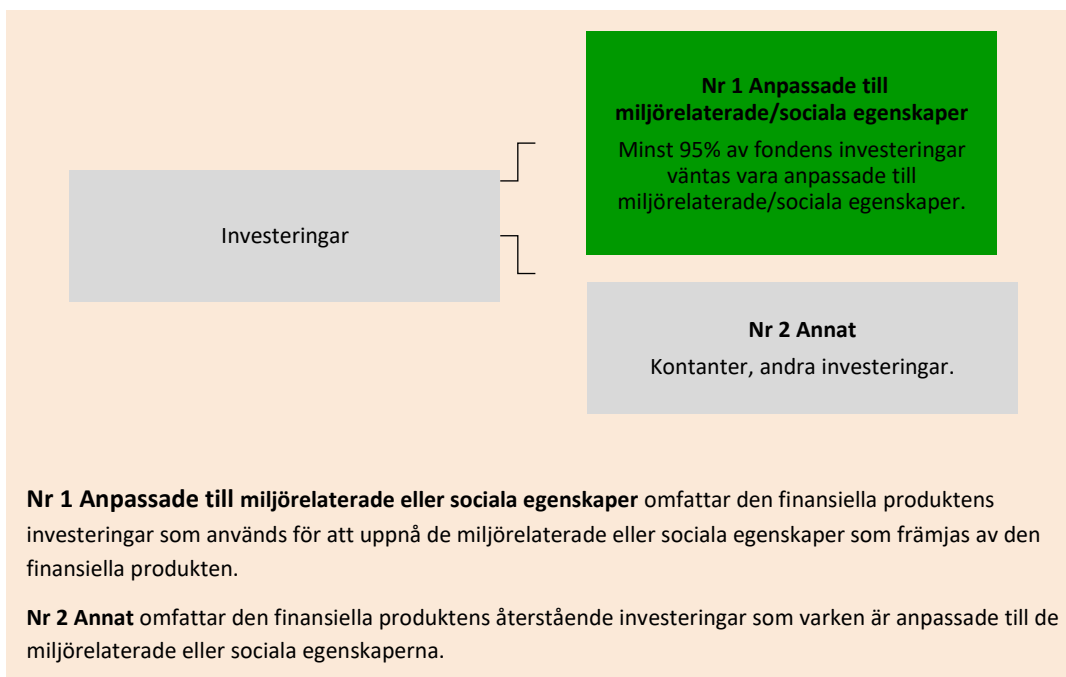 Nr 1 Anpassade till
miljörelaterade/sociala egenskaper
Minst 95% av fondens investeringar
väntas vara anpassade till
miljörelaterade/sociala egenskaper.
Investeringar
Nr 2 Annat
Kontanter, andra investeringar.
Nr 1 Anpassade till miljörelaterade eller sociala egenskaper omfattar den finansiella produktens
investeringar som används för att uppnå de miljörelaterade eller sociala egenskaper som främjas av den
finansiella produkten.
Nr 2 Annat omfattar den finansiella produktens återstående investeringar som varken är anpassade till de
miljörelaterade eller sociala egenskaperna.